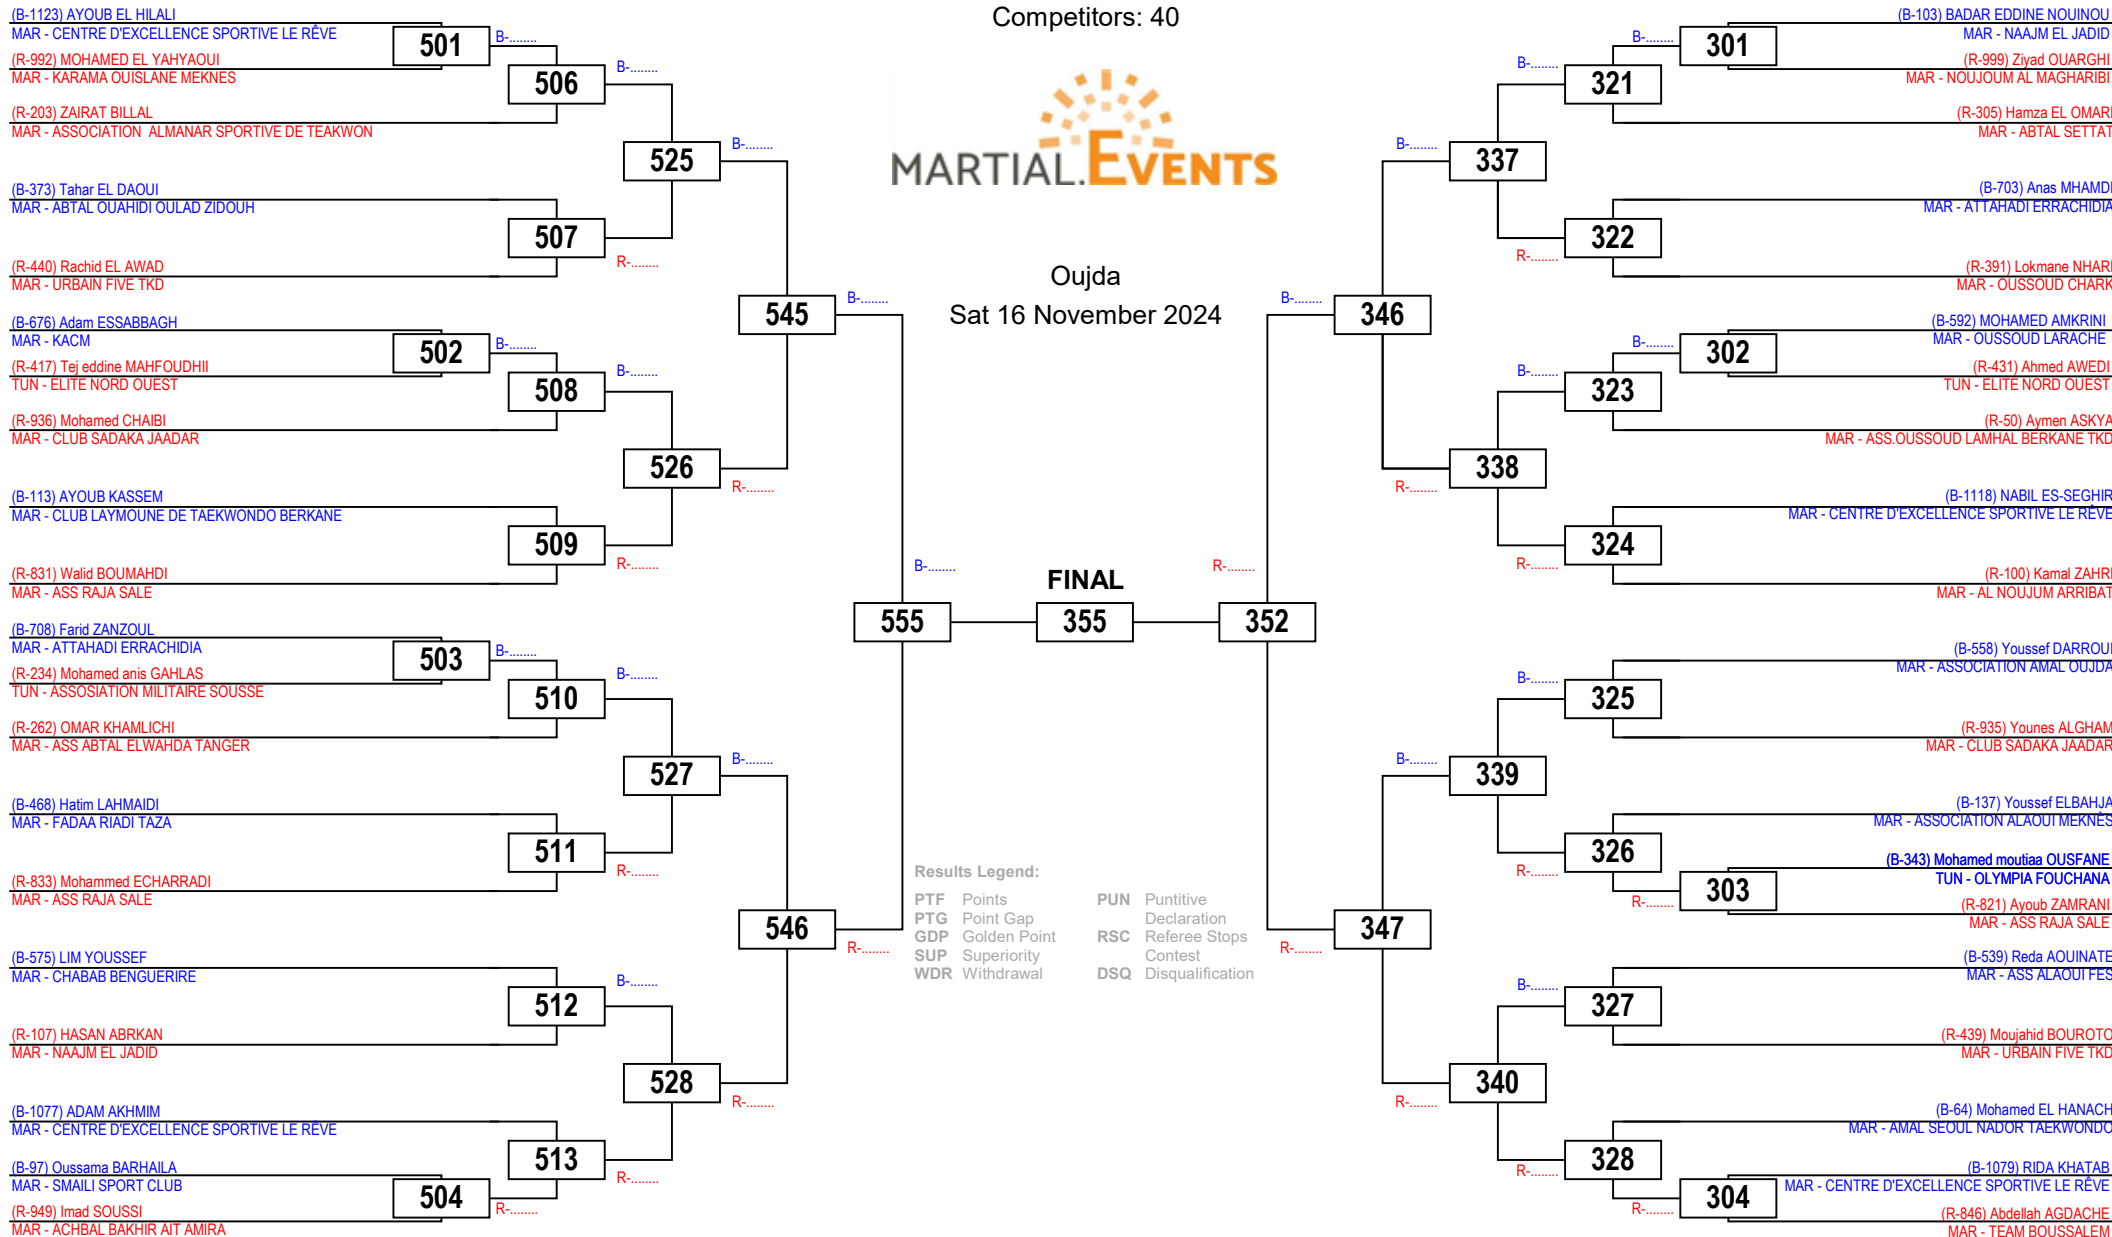 Competitors: 40
MARTIAL.EVENTS
Oujda
Sat 16 November 2024
(B-1123) AYOUB EL HILALI
MAR - CENTRE D'EXCELLENCE SPORTIVE LE RÊVE
501
B-........
(R-992) MOHAMED EL YAHYAOUI
MAR - KARAMA OUISLANE MEKNES
506
B-........
(R-203) ZAIRAT BILLAL
MAR - ASSOCIATION  ALMANAR SPORTIVE DE TEAKWON
525
B-........
(B-373) Tahar EL DAOUI
MAR - ABTAL OUAHIDI OULAD ZIDOUH
507
R-........
(R-440) Rachid EL AWAD
MAR - URBAIN FIVE TKD
545
B-........
(B-676) Adam ESSABBAGH
MAR - KACM
502
B-........
(R-417) Tej eddine MAHFOUDHII
TUN - ELITE NORD OUEST
508
B-........
(R-936) Mohamed CHAIBI
MAR - CLUB SADAKA JAADAR
526
R-........
(B-113) AYOUB KASSEM
MAR - CLUB LAYMOUNE DE TAEKWONDO BERKANE
509
R-........
(R-831) Walid BOUMAHDI
MAR - ASS RAJA SALE
B-........
555
(B-708) Farid ZANZOUL
MAR - ATTAHADI ERRACHIDIA
503
B-........
(R-234) Mohamed anis GAHLAS
TUN - ASSOSIATION MILITAIRE SOUSSE
510
B-........
(R-262) OMAR KHAMLICHI
MAR - ASS ABTAL ELWAHDA TANGER
527
B-........
(B-468) Hatim LAHMAIDI
MAR - FADAA RIADI TAZA
511
R-........
(R-833) Mohammed ECHARRADI
MAR - ASS RAJA SALE
546
R-........
(B-575) LIM YOUSSEF
MAR - CHABAB BENGUERIRE
512
B-........
(R-107) HASAN ABRKAN
MAR - NAAJM EL JADID
528
R-........
(B-1077) ADAM AKHMIM
MAR - CENTRE D'EXCELLENCE SPORTIVE LE RÊVE
513
R-........
(B-97) Oussama BARHAILA
MAR - SMAILI SPORT CLUB
504
R-........
(R-949) Imad SOUSSI
MAR - ACHBAL BAKHIR AIT AMIRA
FINAL
355
Results Legend:
PTF Points
PTG Point Gap
GDP Golden Point
SUP Superiority
WDR Withdrawal
PUN Puntitive
Declaration
RSC Referee Stops
Contest
DSQ Disqualification
(B-103) BADAR EDDINE NOUINOU
MAR - NAAJM EL JADID
B-........
301
(R-999) Ziyad OUARGHI
MAR - NOUJOUM AL MAGHARIBI
B-........
321
(R-305) Hamza EL OMARI
MAR - ABTAL SETTAT
B-........
337
(B-703) Anas MHAMDI
MAR - ATTAHADI ERRACHIDIA
322
R-........
(R-391) Lokmane NHARI
MAR - OUSSOUD CHARK
B-........
346
(B-592) MOHAMED AMKRINI
MAR - OUSSOUD LARACHE
B-........
302
(R-431) Ahmed AWEDI
TUN - ELITE NORD OUEST
B-........
323
(R-50) Aymen ASKYA
MAR - ASS.OUSSOUD LAMHAL BERKANE TKD
338
R-........
(B-1118) NABIL ES-SEGHIR
MAR - CENTRE D'EXCELLENCE SPORTIVE LE RÊVE
324
R-........
(R-100) Kamal ZAHRI
MAR - AL NOUJUM ARRIBAT
R-........
352
(B-558) Youssef DARROUI
MAR - ASSOCIATION AMAL OUJDA
B-........
325
(R-935) Younes ALGHAM
MAR - CLUB SADAKA JAADAR
B-........
339
(B-137) Youssef ELBAHJA
MAR - ASSOCIATION ALAOUI MEKNÈS
326
R-........
(B-343) Mohamed moutiaa OUSFANE
TUN - OLYMPIA FOUCHANA
303
R-........
(R-821) Ayoub ZAMRANI
MAR - ASS RAJA SALE
347
R-........
(B-539) Reda AOUINATE
MAR - ASS ALAOUI FES
B-........
327
(R-439) Moujahid BOUROTO
MAR - URBAIN FIVE TKD
340
R-........
(B-64) Mohamed EL HANACH
MAR - AMAL SEOUL NADOR TAEKWONDO
328
R-........
(B-1079) RIDA KHATAB
MAR - CENTRE D'EXCELLENCE SPORTIVE LE RÊVE
304
R-........
(R-846) Abdellah AGDACHE
MAR - TEAM BOUSSALEM